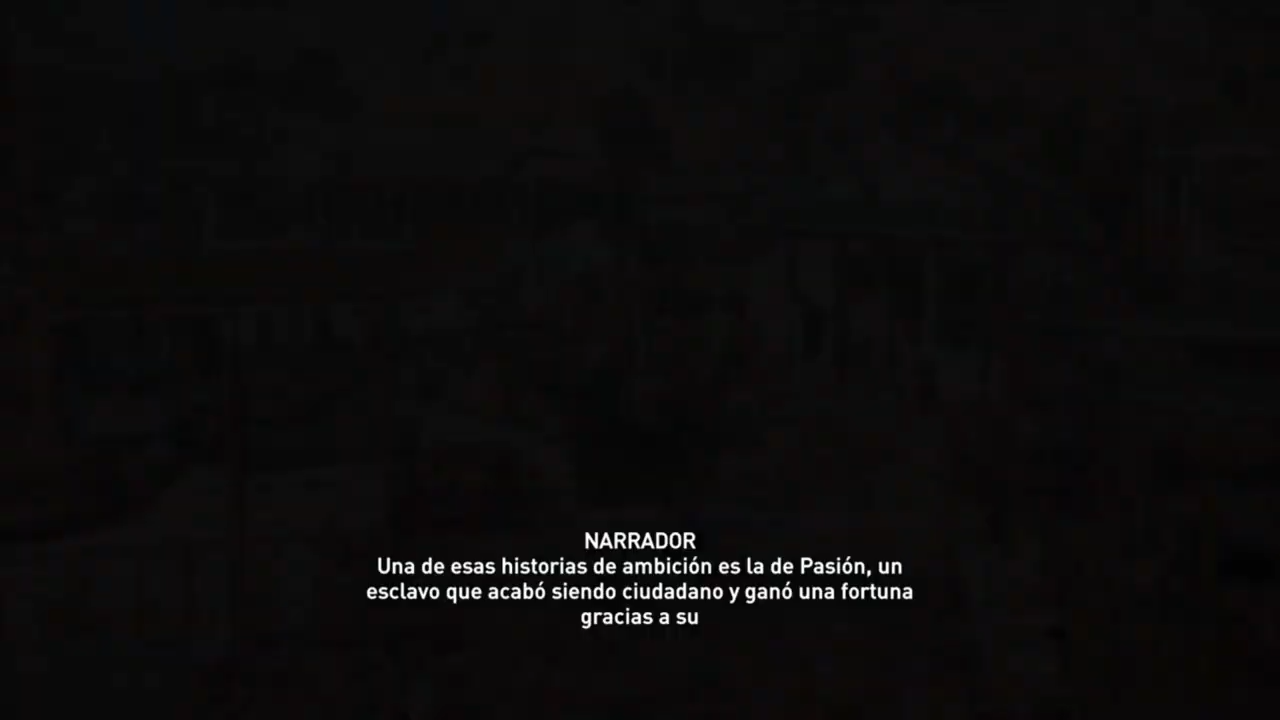 NARRADOR
Una de esas historias de ambición es la de Pasión, un
esclavo que acabó siendo ciudadano y ganó una fortuna
gracias a su